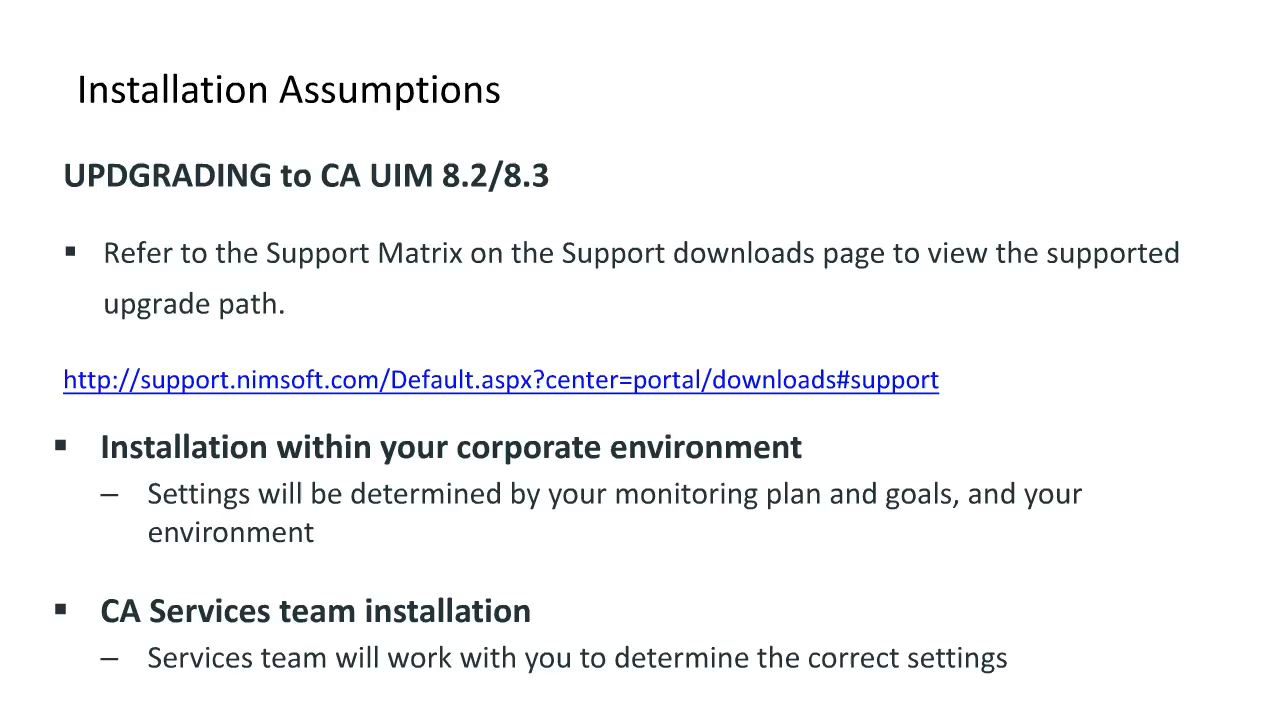 Installation Assumptions
UPDGRADING to CA UIM 8.2/8.3
▪ Refer to the Support Matrix on the Support downloads page to view the supported
upgrade path.
http://support.nimsoft.com/Default.aspx?center=portal/downloads#support
▪ Installation within your corporate environment
– Settings will be determined by your monitoring plan and goals, and your
environment
▪ CA Services team installation
– Services team will work with you to determine the correct settings